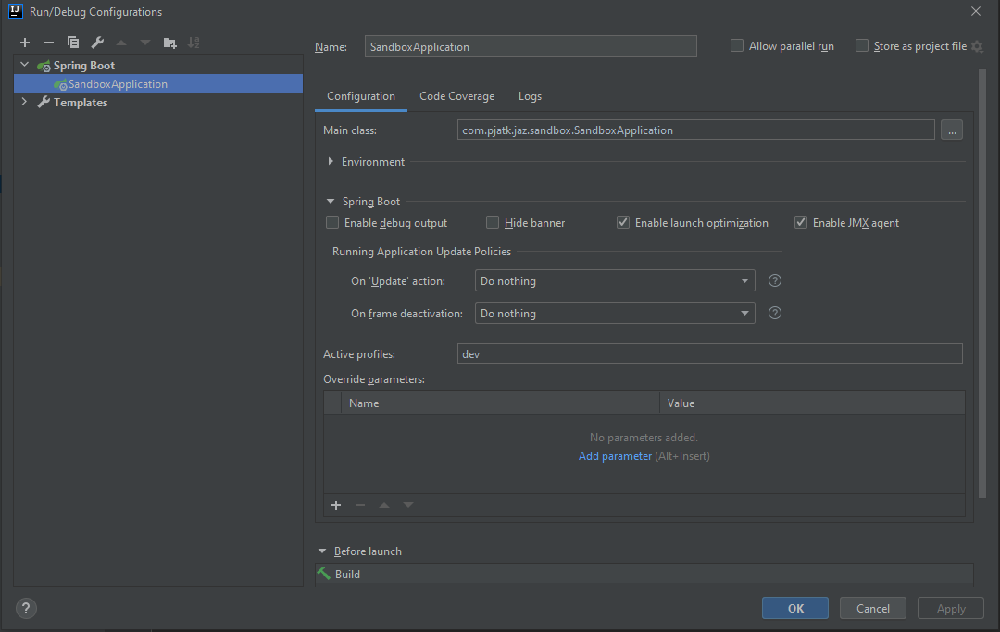 Run/Debug Configurations
Name: SandboxApplication Allow parallel run Store as project file
Spring Boot
SandboxApplication
Templates
Configuration Code Coverage Logs
Main class: com.pjatk.jaz.sandbox.SandboxApplication ...
Environment
Spring Boot
Enable debug output Hide banner Enable launch optimization Enable JMX agent
Running Application Update Policies
On 'Update' action: Do nothing ?
On frame deactivation: Do nothing ?
Active profiles: dev
Override parameters:
Name Value
No parameters added.
Add parameter (Alt+Insert)
Before launch
Build
? OK Cancel Apply